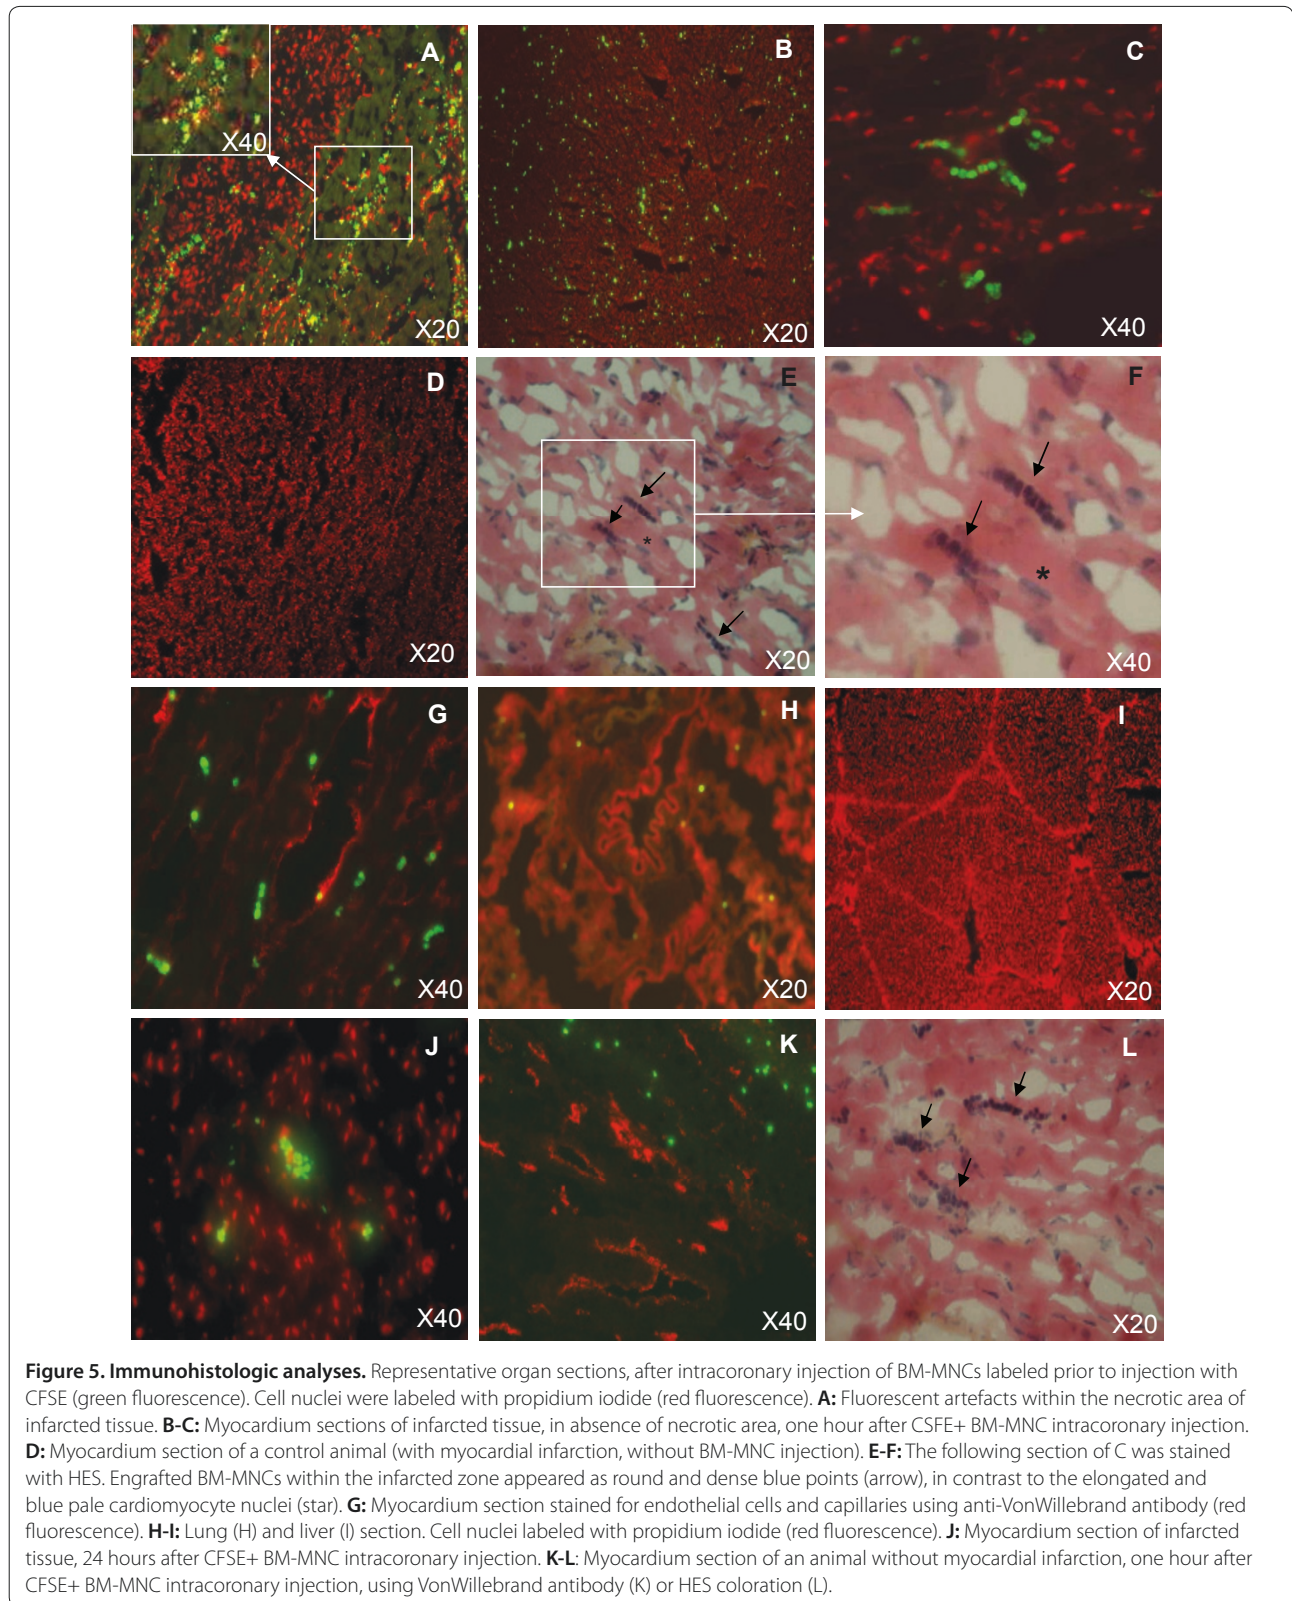 A
X40
X20
B
X20
C
X40
D
X20
E
*
X20
F
*
X40
G
X40
H
X20
I
X20
J
X40
K
X40
L
X20
Figure 5. Immunohistologic analyses. Representative organ sections, after intracoronary injection of BM-MNCs labeled prior to injection with
CFSE (green fluorescence). Cell nuclei were labeled with propidium iodide (red fluorescence). A: Fluorescent artefacts within the necrotic area of
infarcted tissue. B-C: Myocardium sections of infarcted tissue, in absence of necrotic area, one hour after CSFE+ BM-MNC intracoronary injection.
D: Myocardium section of a control animal (with myocardial infarction, without BM-MNC injection). E-F: The following section of C was stained
with HES. Engrafted BM-MNCs within the infarcted zone appeared as round and dense blue points (arrow), in contrast to the elongated and
blue pale cardiomyocyte nuclei (star). G: Myocardium section stained for endothelial cells and capillaries using anti-VonWillebrand antibody (red
fluorescence). H-I: Lung (H) and liver (I) section. Cell nuclei labeled with propidium iodide (red fluorescence). J: Myocardium section of infarcted
tissue, 24 hours after CFSE+ BM-MNC intracoronary injection. K-L: Myocardium section of an animal without myocardial infarction, one hour after
CFSE+ BM-MNC intracoronary injection, using VonWillebrand antibody (K) or HES coloration (L).